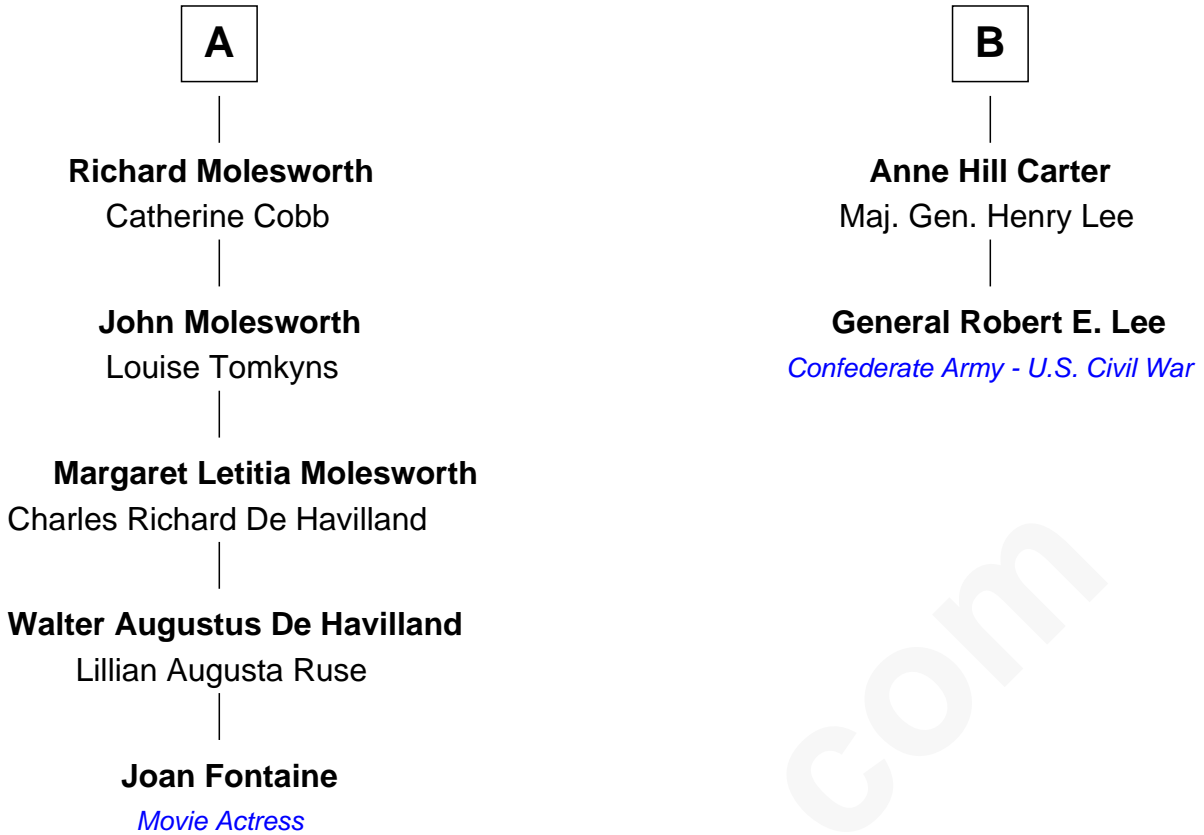 A
Richard Molesworth
Catherine Cobb
John Molesworth
Louise Tomkyns
Margaret Letitia Molesworth
Charles Richard De Havilland
Walter Augustus De Havilland
Lillian Augusta Ruse
Joan Fontaine
Movie Actress
B
Anne Hill Carter
Maj. Gen. Henry Lee
General Robert E. Lee
Confederate Army - U.S. Civil War
com